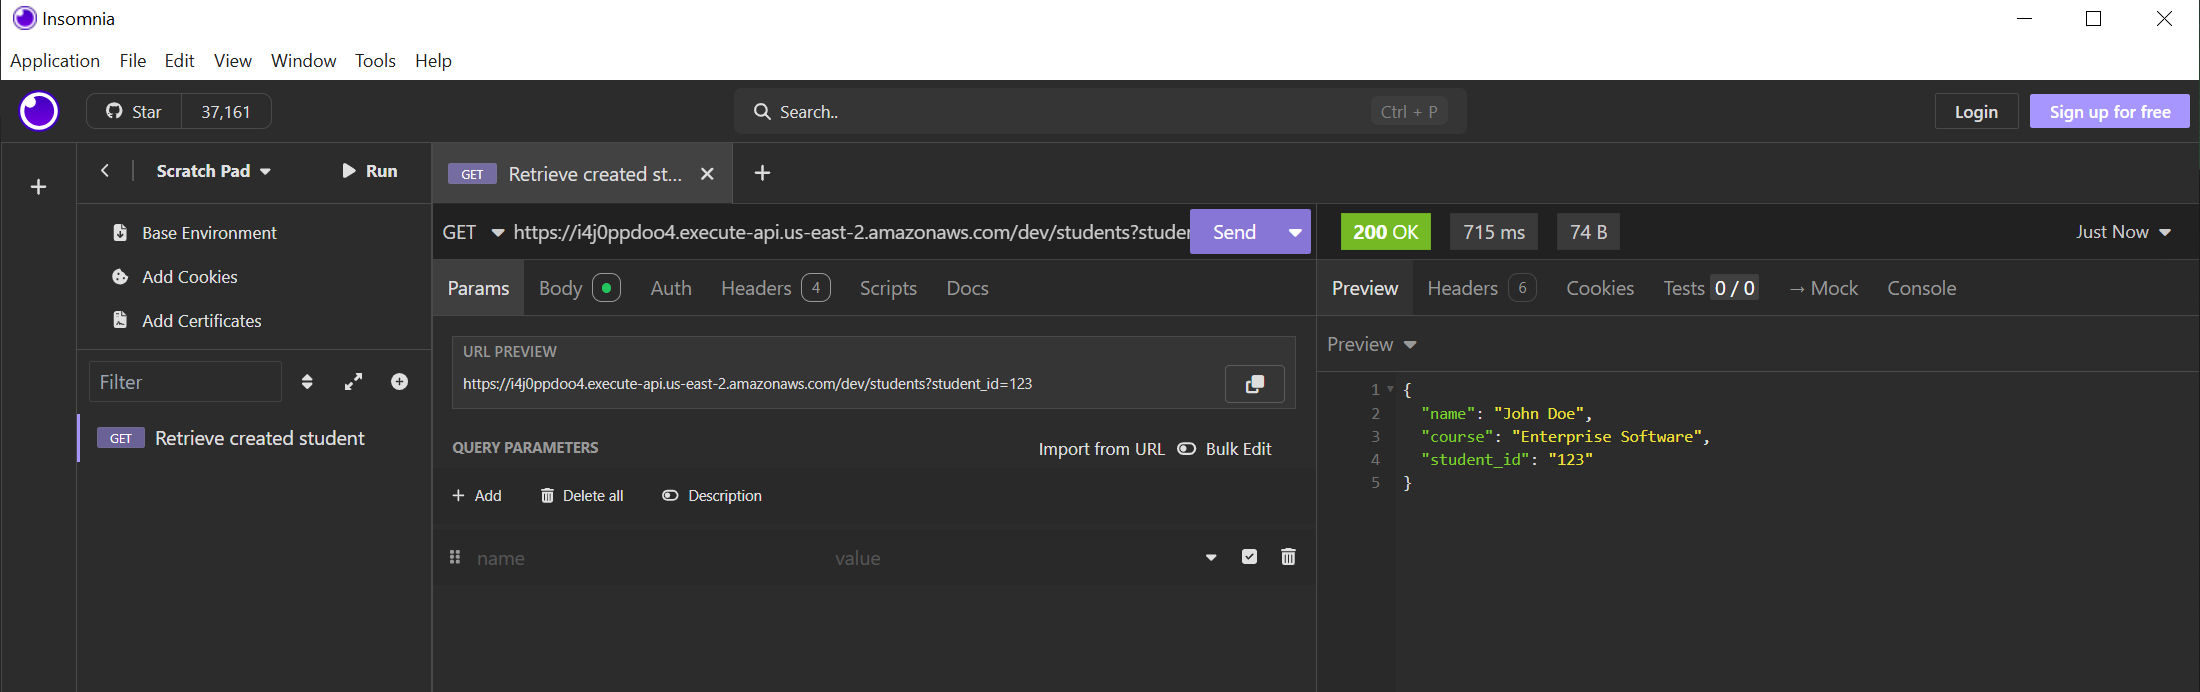 Insomnia
Application File Edit View Window Tools Help
Star 37,161 Search.. Ctrl + P Login Sign up for free
Scratch Pad Run
GET Retrieve created st...
Base Environment
Add Cookies
Add Certificates
Filter
GET Retrieve created student
GET https://i4j0ppdoo4.execute-api.us-east-2.amazonaws.com/dev/students?studer Send
Params Body Auth Headers 4 Scripts Docs
URL PREVIEW
https://i4j0ppdoo4.execute-api.us-east-2.amazonaws.com/dev/students?student_id=123
QUERY PARAMETERS Import from URL Bulk Edit
+ Add Delete all Description
name value
200 OK 715 ms 74 B Just Now
Preview Headers 6 Cookies Tests 0 / 0 → Mock Console
Preview
1 {
2 "name": "John Doe",
3 "course": "Enterprise Software",
4 "student_id": "123"
5 }